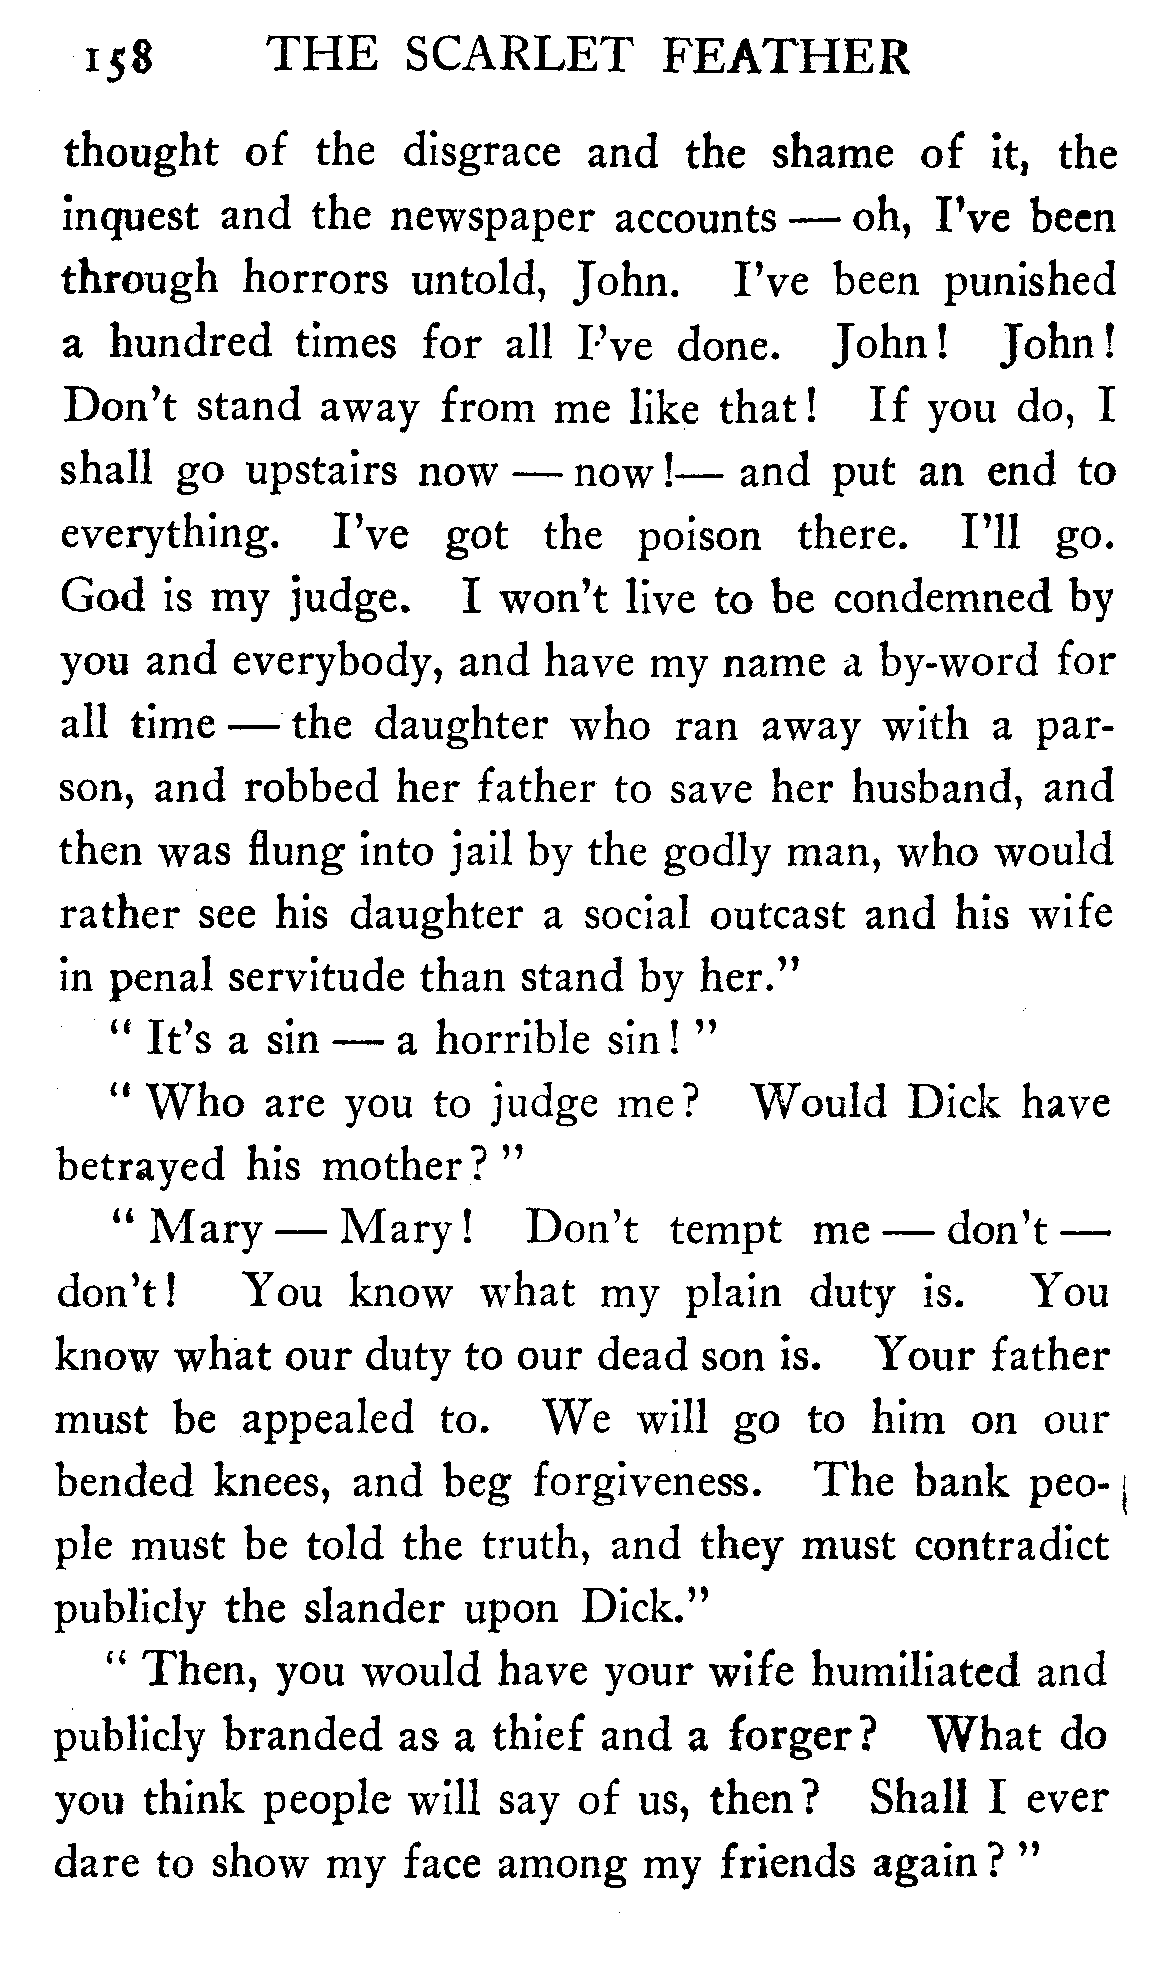 158 THE SCARLET FEATHER
thought of the disgrace and the shame of it, the
inquest and the newspaper accounts — oh, I've been
through horrors untold, John. I've been punished
a hundred times for all I've done. John! John!
Don't stand away from me like that! If you do, I
shall go upstairs now — now!— and put an end to
everything. I've got the poison there. I'll go.
God is my judge. I won't live to be condemned by
you and everybody, and have my name a by-word for
all time — the daughter who ran away with a par-
son, and robbed her father to save her husband, and
then was flung into jail by the godly man, who would
rather see his daughter a social outcast and his wife
in penal servitude than stand by her."
" It's a sin — a horrible sin! "
" Who are you to judge me? Would Dick have
betrayed his mother? "
" Mary — Mary! Don't tempt me — don't —
don't! You know what my plain duty is. You
know what our duty to our dead son is. Your father
must be appealed to. We will go to him on our
bended knees, and beg forgiveness. The bank peo-
ple must be told the truth, and they must contradict
publicly the slander upon Dick."
" Then, you would have your wife humiliated and
publicly branded as a thief and a forger? What do
you think people will say of us, then? Shall I ever
dare to show my face among my friends again? "